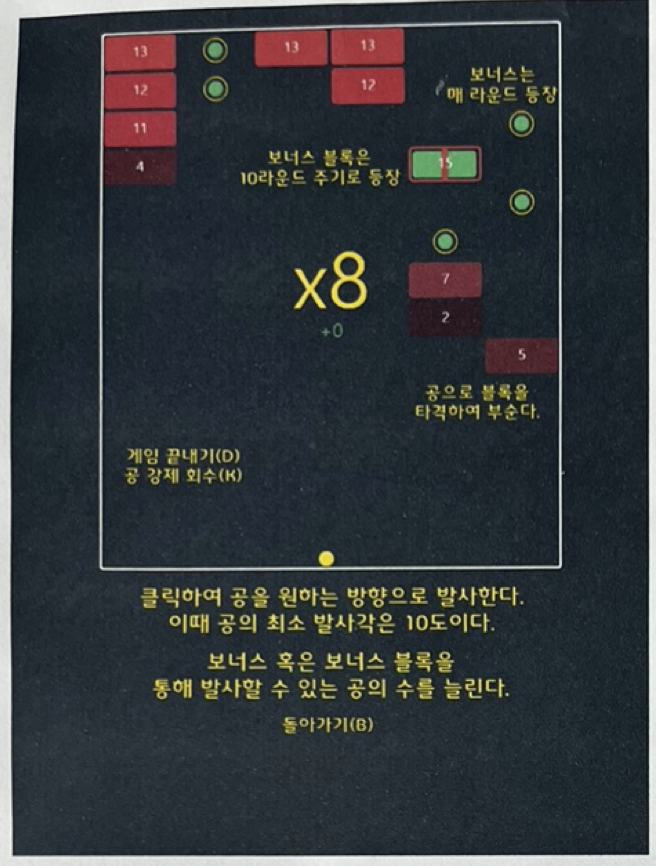 13
13
13
12
12
보너스는
매 라운드 등장
11
4
보너스 블록은
10라운드 주기로 등장
15
x8
+0
7
2
5
공으로 블록을
타격하여 부순다.
게임 끝내기(D)
공 강제 회수(K)
클릭하여 공을 원하는 방향으로 발사한다.
이때 공의 최소 발사각은 10도이다.
보너스 혹은 보너스 블록을
통해 발사할 수 있는 공의 수를 늘린다.
돌아가기(B)